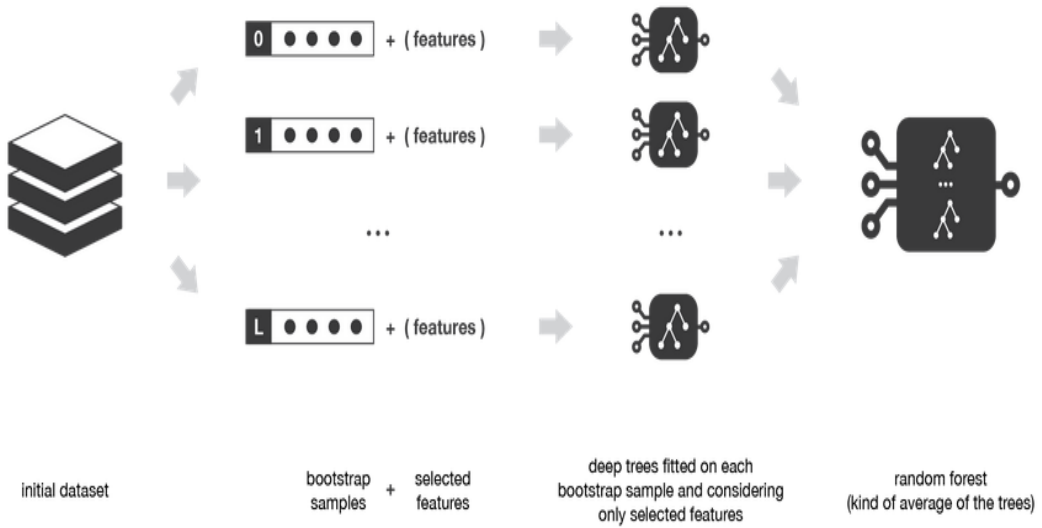 0 + ( features )
1 + ( features )
... ...
...
L + ( features )
initial dataset
bootstrap samples + selected features
deep trees fitted on each
bootstrap sample and considering
only selected features
random forest
(kind of average of the trees)